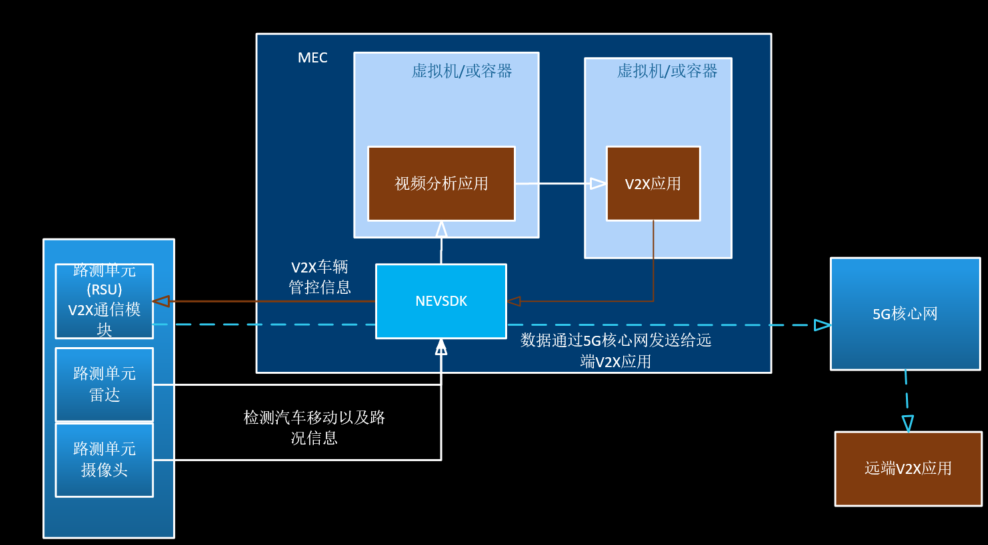 MEC
虚拟机/或容器
虚拟机/或容器
视频分析应用
V2X应用
路测单元
(RSU)
V2X通信模
块
V2X车辆
管控信息
NEVSDK
5G核心网
数据通过5G核心网发送给远
端V2X应用
路测单元
雷达
检测汽车移动以及路
况信息
路测单元
摄像头
远端V2X应用